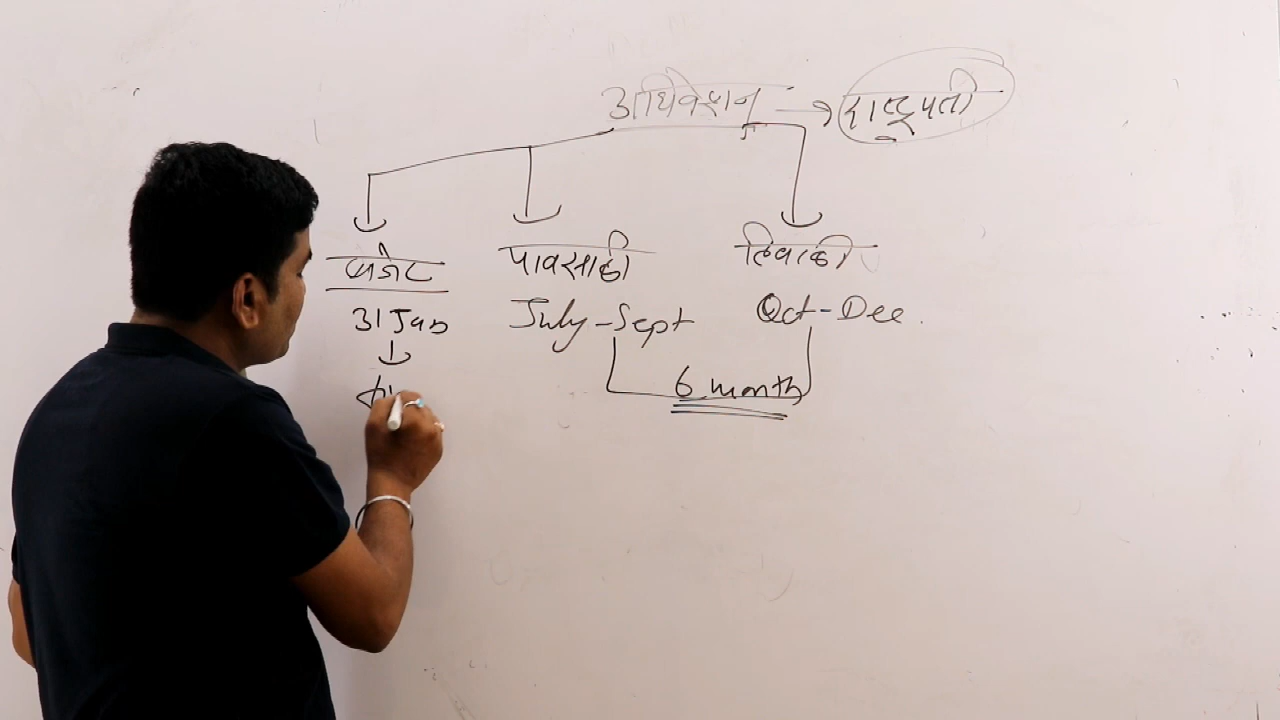 अधिवेशन :- → राष्ट्रपती
बजेट पावसाळी हिवाळी
31 Jan July - Sept Oct - Dec.
6 month